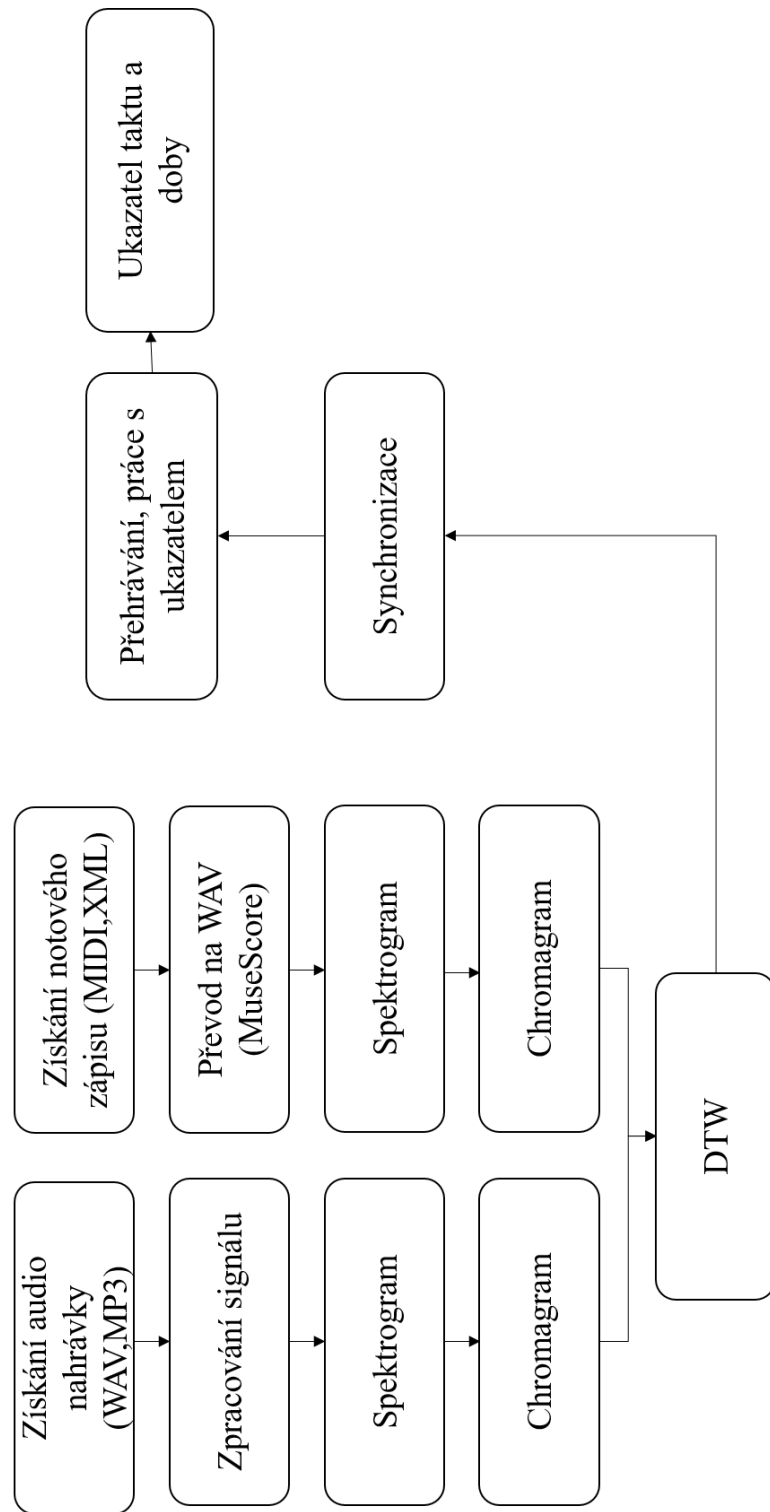 Získání audio
nahrávky
(WAV,MP3)
Zpracování signálu
Spektrogram
Chromagram
Získání notového
zápisu (MIDI,XML)
Převod na WAV
(MuseScore)
Spektrogram
Chromagram
DTW
Synchronizace
Přehrávání, práce s
ukazatelem
Ukazatel taktu a
doby